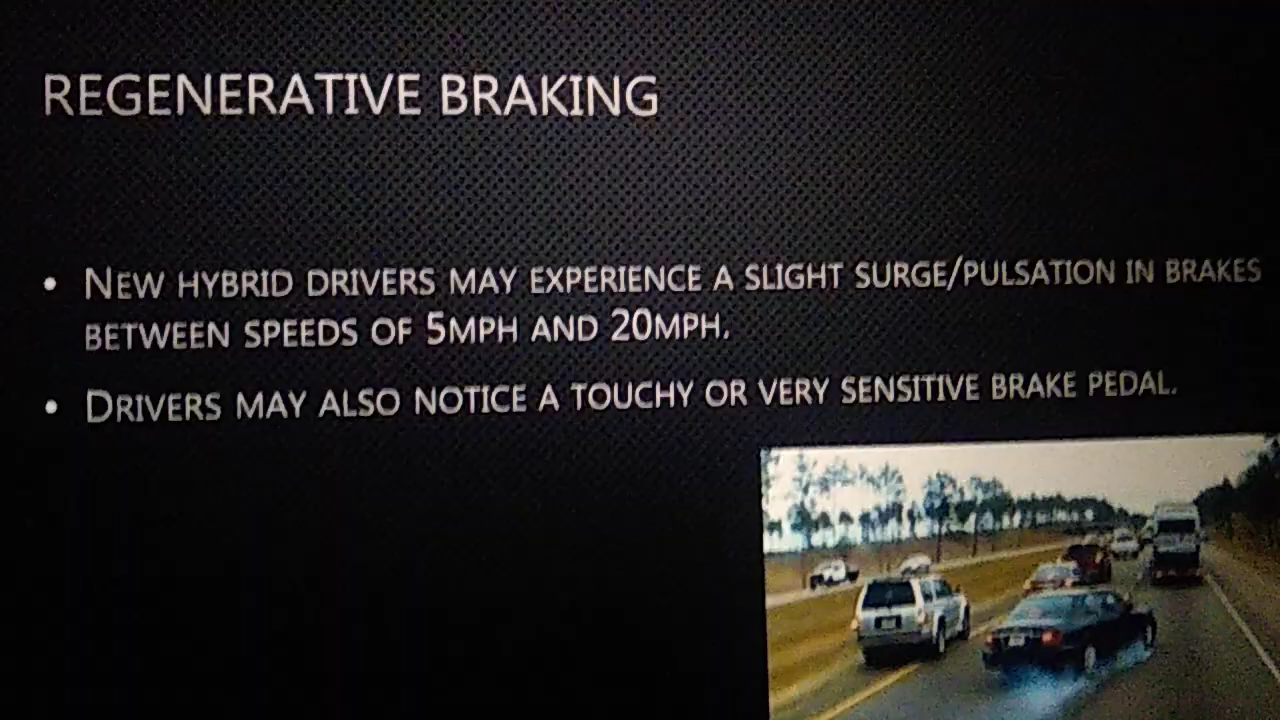 REGENERATIVE BRAKING
• NEW HYBRID DRIVERS MAY EXPERIENCE A SLIGHT SURGE/PULSATION IN BRAKES
BETWEEN SPEEDS OF 5MPH AND 20MPH.
• DRIVERS MAY ALSO NOTICE A TOUCHY OR VERY SENSITIVE BRAKE PEDAL.